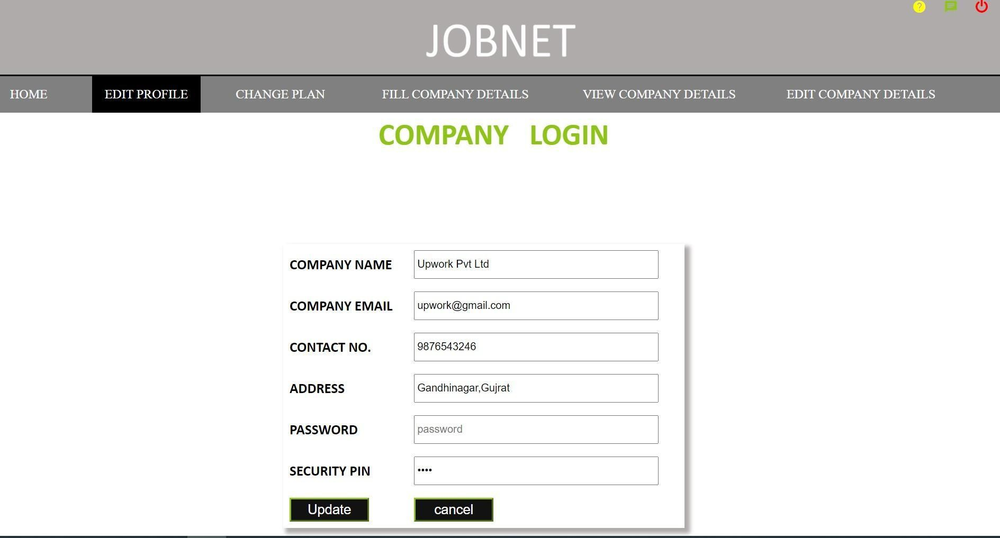 ?
JOBNET
HOME EDIT PROFILE CHANGE PLAN FILL COMPANY DETAILS VIEW COMPANY DETAILS EDIT COMPANY DETAILS
COMPANY LOGIN
COMPANY NAME Upwork Pvt Ltd
COMPANY EMAIL upwork@gmail.com
CONTACT NO. 9876543246
ADDRESS Gandhinagar,Gujrat
PASSWORD password
SECURITY PIN ••••
Update cancel